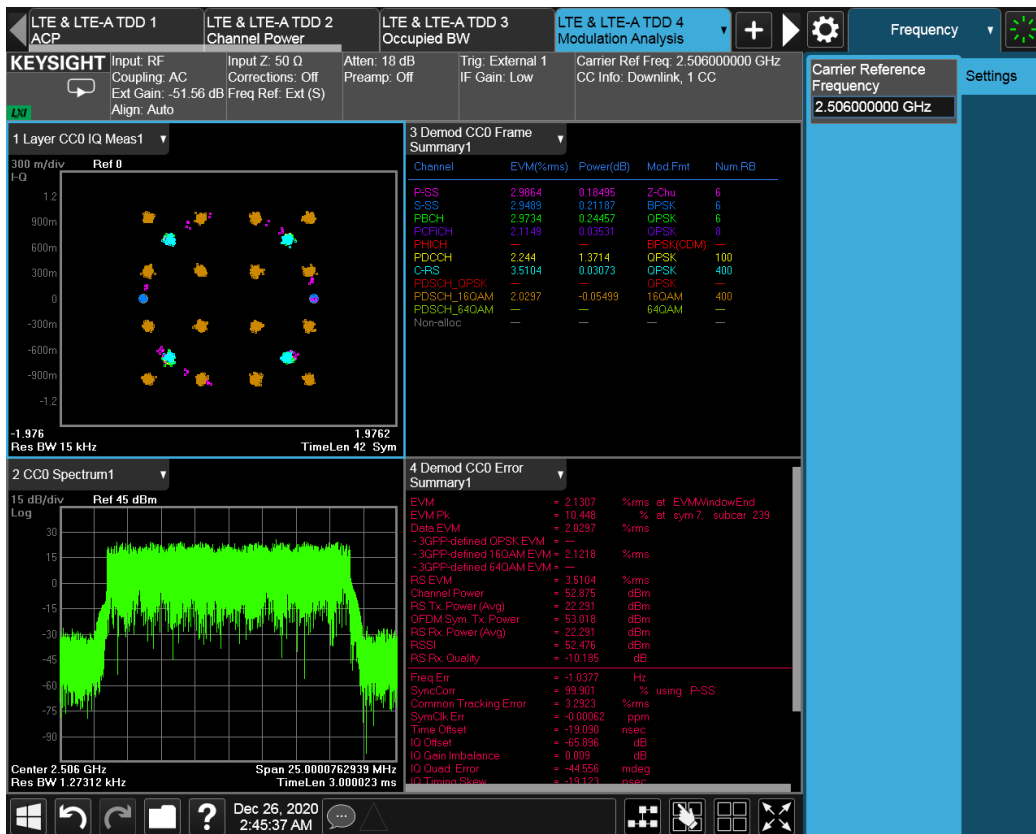 LTE & LTE-A TDD 1
ACP
LTE & LTE-A TDD 2
Channel Power
LTE & LTE-A TDD 3
Occupied BW
LTE & LTE-A TDD 4
Modulation Analysis
Frequency
KEYSIGHT
LXI
Input: RF
Coupling: AC
Ext Gain: -51.56 dB
Align: Auto
Input Z: 50 Ω
Corrections: Off
Freq Ref: Ext (S)
Atten: 18 dB
Preamp: Off
Trig: External 1
IF Gain: Low
Carrier Ref Freq: 2.506000000 GHz
CC Info: Downlink, 1 CC
Carrier Reference
Frequency
2.506000000 GHz
Settings
1 Layer CC0 IQ Meas1
300 m/div Ref 0
I-Q
1.2
900m
600m
300m
0
-300m
-600m
-900m
-1.2
-1.976 1.9762
Res BW 15 kHz TimeLen 42 Sym
3 Demod CC0 Frame
Summary1
Channel EVM(%rms) Power(dB) Mod.Fmt Num.RB
P-SS 2.9864 0.18495 Z-Chu 6
S-SS 2.9489 0.21187 BPSK 6
PBCH 2.9734 0.24457 QPSK 6
PCFICH 2.1149 0.03531 QPSK 8
PHICH — — BPSK(CDM) —
PDCCH 2.244 1.3714 QPSK 100
C-RS 3.5104 0.03073 QPSK 400
PDSCH_QPSK — — QPSK —
PDSCH_16QAM 2.0297 -0.05499 16QAM 400
PDSCH_64QAM — — 64QAM —
Non-alloc — — — —
2 CC0 Spectrum1
15 dB/div Ref 45 dBm
Log
30
15
0
-15
-30
-45
-60
-75
-90
Center 2.506 GHz Span 25.0000762939 MHz
Res BW 1.27312 kHz TimeLen 3.000023 ms
4 Demod CC0 Error
Summary1
EVM = 2.1307 %rms at EVMWindowEnd
EVM Pk = 10.448 % at sym 7, subcar 239
Data EVM = 2.0297 %rms
- 3GPP-defined QPSK EVM = —
- 3GPP-defined 16QAM EVM = 2.1218 %rms
- 3GPP-defined 64QAM EVM = —
RS EVM = 3.5104 %rms
Channel Power = 52.875 dBm
RS Tx. Power (Avg) = 22.291 dBm
OFDM Sym. Tx. Power = 53.018 dBm
RS Rx. Power (Avg) = 22.291 dBm
RSSI = 52.476 dBm
RS Rx. Quality = -10.185 dB
Freq Err = -1.0377 Hz
SyncCorr = 99.901 % using P-SS
Common Tracking Error = 3.2923 %rms
SymClk Err = -0.00062 ppm
Time Offset = -19.090 nsec
IQ Offset = -65.896 dB
IQ Gain Imbalance = 0.009 dB
IQ Quad. Error = -44.556 mdeg
IQ Timing Skew = -19.123 nsec
Dec 26, 2020
2:45:37 AM